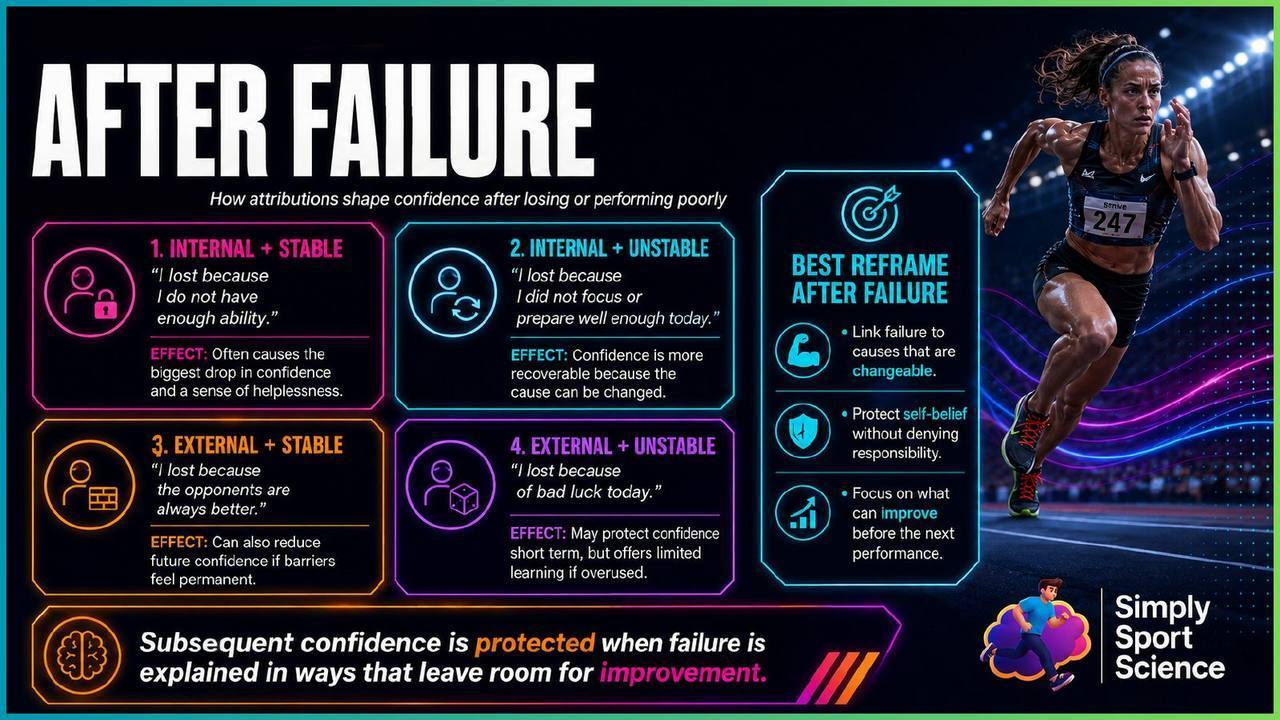 AFTER FAILURE
How attributions shape confidence after losing or performing poorly
1. INTERNAL + STABLE
“I lost because
I do not have
enough ability.”
EFFECT: Often causes the
biggest drop in confidence
and a sense of helplessness.
2. INTERNAL + UNSTABLE
“I lost because
I did not focus or
prepare well enough today.”
EFFECT: Confidence is more
recoverable because the
cause can be changed.
3. EXTERNAL + STABLE
“I lost because
the opponents are
always better.”
EFFECT: Can also reduce
future confidence if barriers
feel permanent.
4. EXTERNAL + UNSTABLE
“I lost because
of bad luck today.”
EFFECT: May protect confidence
short term, but offers limited
learning if overused.
BEST REFRAME
AFTER FAILURE
• Link failure to
causes that are
changeable.
• Protect self-belief
without denying
responsibility.
• Focus on what
can improve
before the next
performance.
Subsequent confidence is protected when failure is
explained in ways that leave room for improvement.
247
Simply
Sport
Science